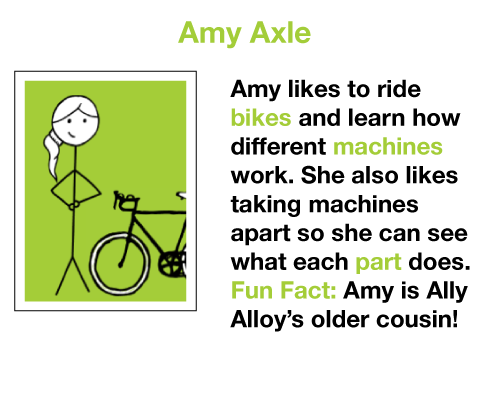 Amy Axle
Amy likes to ride
bikes and learn how
different machines
work. She also likes
taking machines
apart so she can see
what each part does.
Fun Fact: Amy is Ally
Alloy’s older cousin!